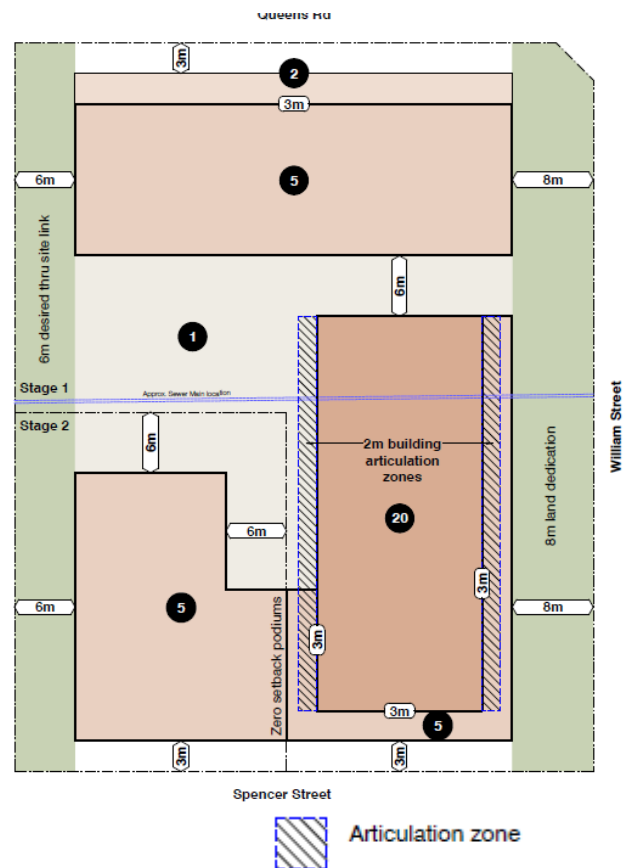 Queens Rd
3m
2
3m
5
6m
8m
6m desired thru site link
6m
1
Stage 1
Approx. Sewer Main location
Stage 2
6m
2m building
articulation
zones
William Street
8m land dedication
20
6m
3m
6m
5
8m
Zero setback podiums
3m
3m
5
3m
3m
Spencer Street
Articulation zone